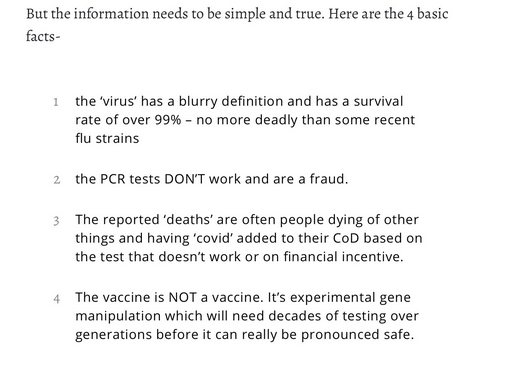 But the information needs to be simple and true. Here are the 4 basic
facts-
1 the ‘virus’ has a blurry definition and has a survival
rate of over 99% – no more deadly than some recent
flu strains
2 the PCR tests DON’T work and are a fraud.
3 The reported ‘deaths’ are often people dying of other
things and having ‘covid’ added to their CoD based on
the test that doesn’t work or on financial incentive.
4 The vaccine is NOT a vaccine. It’s experimental gene
manipulation which will need decades of testing over
generations before it can really be pronounced safe.